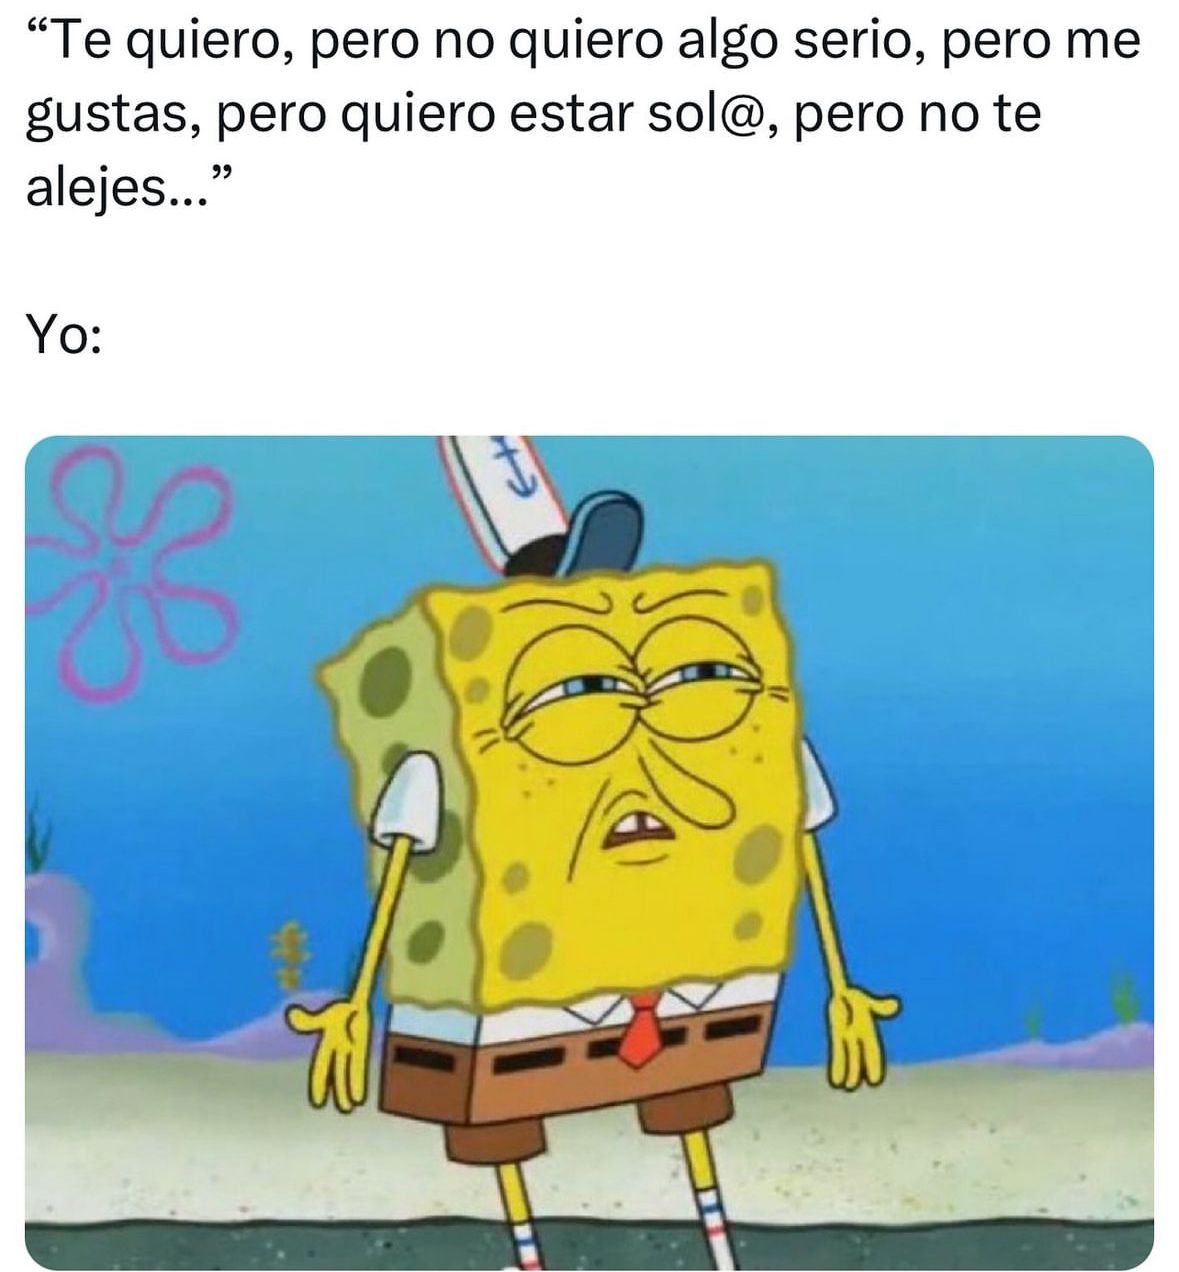 “Te quiero, pero no quiero algo serio, pero me
gustas, pero quiero estar sol@, pero no te
alejes...”
Yo: